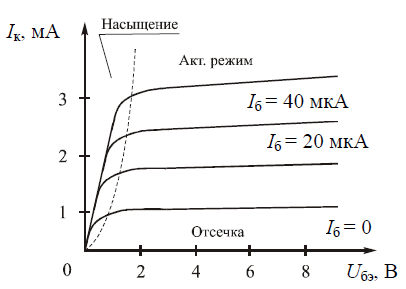 Iк, мА
Насыщение
Акт. режим
3
Iб = 40 мкА
Iб = 20 мкА
2
1
Отсечка
Iб = 0
0
2
4
6
8
Uбэ, В